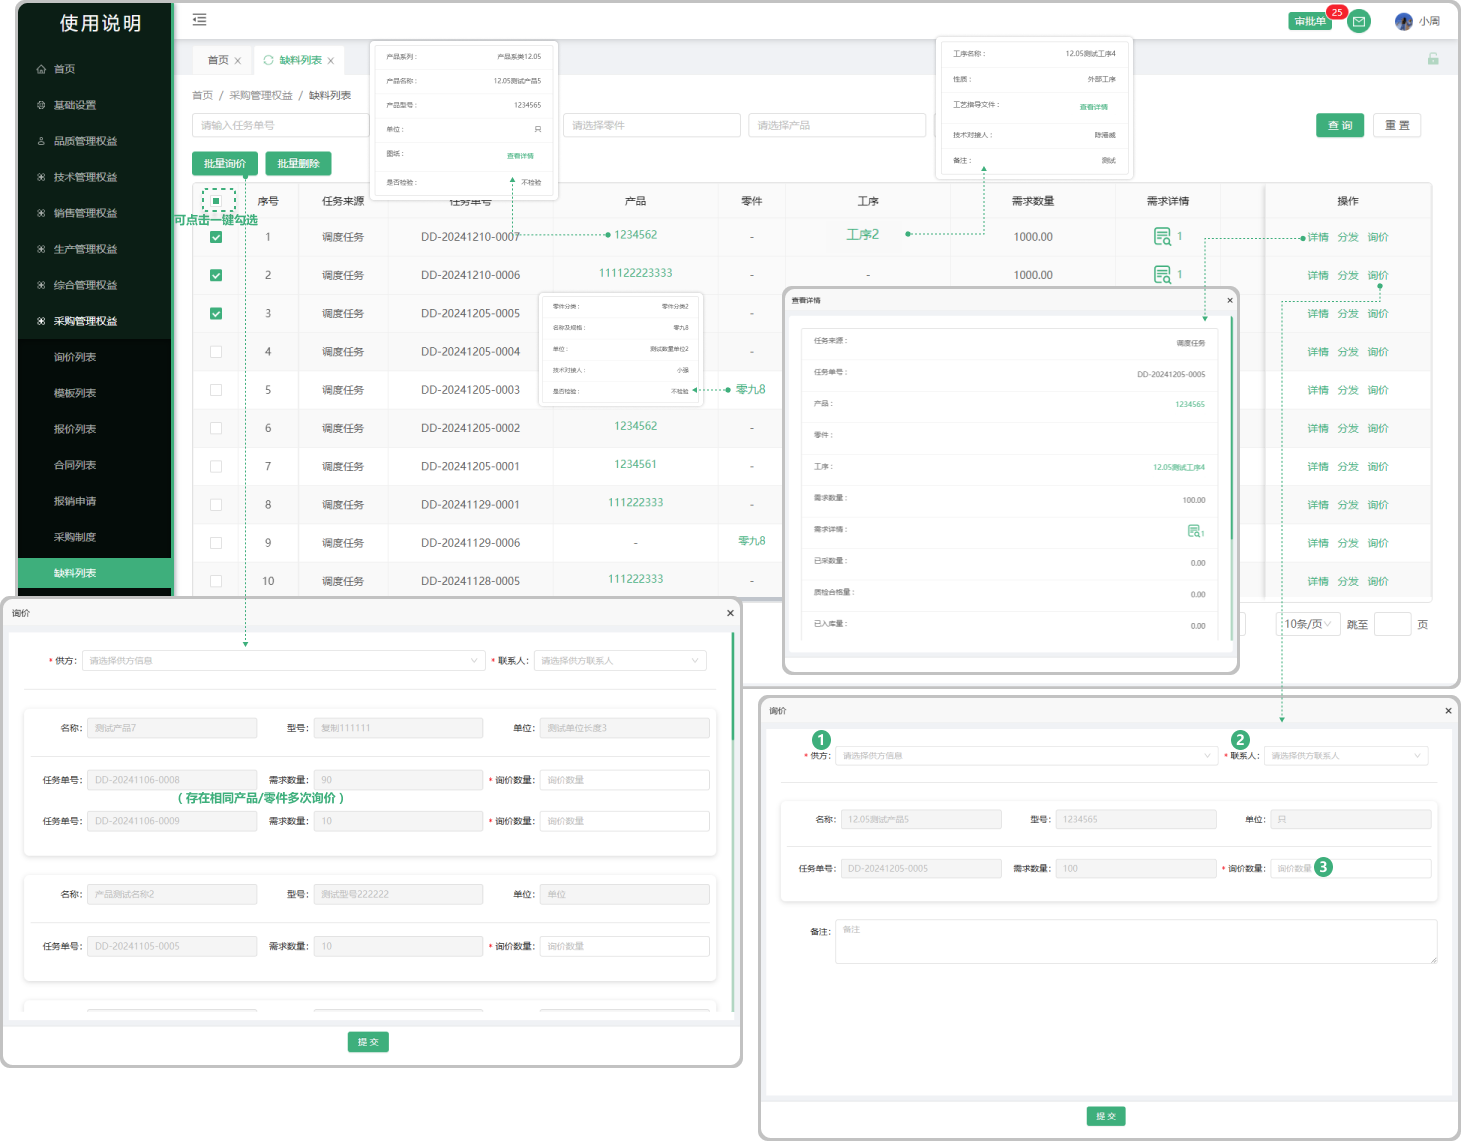 使用说明
首页
基础设置
品质管理权益
技术管理权益
销售管理权益
生产管理权益
综合管理权益
采购管理权益
询价列表
模板列表
报价列表
合同列表
报销申请
采购制度
缺料列表
审批单
25
小周
首页 ×
缺料列表 ×
首页 / 采购管理权益 / 缺料列表
请输入任务单号
请选择零件
请选择产品
查 询
重 置
批量询价
批量删除
可点击一键勾选
产品系列： 产品系类12.05
产品名称： 12.05测试产品5
产品型号： 1234565
单位： 只
图纸： 查看详情
是否检验： 不检验
工序名称： 12.05测试工序4
性质： 外部工序
工艺指导文件： 查看详情
技术对接人： 陈漫威
备注： 测试
序号 任务来源 任务单号 产品 零件 工序 需求数量 需求详情 操作
1 调度任务 DD-20241210-0007 1234562 - 工序2 1000.00 1 详情 分发 询价
2 调度任务 DD-20241210-0006 111122223333 - - 1000.00 1 详情 分发 询价
3 调度任务 DD-20241205-0005 - 详情 分发 询价
4 调度任务 DD-20241205-0004 - 详情 分发 询价
5 调度任务 DD-20241205-0003 零九8 详情 分发 询价
6 调度任务 DD-20241205-0002 1234562 - 详情 分发 询价
7 调度任务 DD-20241205-0001 1234561 - 详情 分发 询价
8 调度任务 DD-20241129-0001 111222333 - 详情 分发 询价
9 调度任务 DD-20241129-0006 - 零九8 详情 分发 询价
10 调度任务 DD-20241128-0005 111222333 - 详情 分发 询价
10条/页 跳至 页
零件分类： 零件分类2
名称及规格： 零九8
单位： 测试数量单位2
技术对接人： 小强
是否检验： 不检验
查看详情 ×
任务来源： 调度任务
任务单号： DD-20241205-0005
产品： 1234565
零件：
工序： 12.05测试工序4
需求数量： 100.00
需求详情： 1
已采数量： 0.00
质检合格量： 0.00
已入库量： 0.00
询价 ×
* 供方： 请选择供方信息 * 联系人： 请选择供方联系人
名称： 测试产品7 型号： 复制111111 单位： 测试单位长度3
任务单号： DD-20241106-0008 需求数量： 90 * 询价数量： 询价数量
（存在相同产品/零件多次询价）
任务单号： DD-20241106-0009 需求数量： 10 * 询价数量： 询价数量
名称： 产品测试名称2 型号： 测试型号222222 单位： 单位
任务单号： DD-20241105-0005 需求数量： 10 * 询价数量： 询价数量
提 交
询价 ×
1 2
* 供方： 请选择供方信息 * 联系人： 请选择供方联系人
名称： 12.05测试产品5 型号： 1234565 单位： 只
任务单号： DD-20241205-0005 需求数量： 100 * 询价数量： 询价数量 3
备注： 备注
提 交